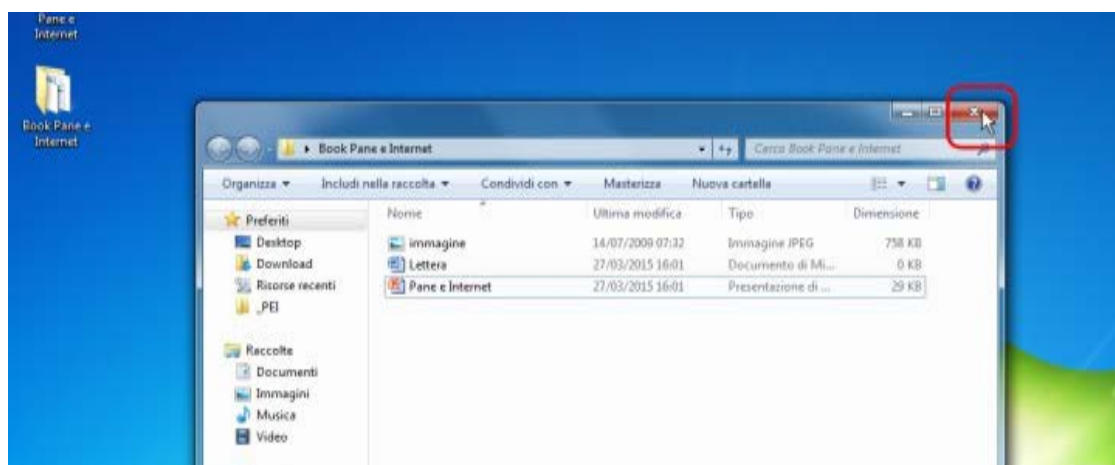 Pane e
Internet
Book Pane e
Internet
Book Pane e Internet
Cerca Book Pane e Internet
Organizza
Includi nella raccolta
Condividi con
Masterizza
Nuova cartella
Preferiti
Desktop
Download
Risorse recenti
_PEI
Raccolte
Documenti
Immagini
Musica
Video
Nome Ultima modifica Tipo Dimensione
immagine 14/07/2009 07:32 Immagine JPEG 758 KB
Lettera 27/03/2015 16:01 Documento di Mi... 0 KB
Pane e Internet 27/03/2015 16:01 Presentazione di ... 29 KB